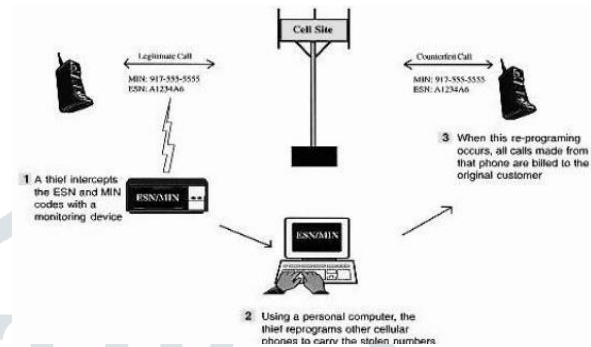 Cell Site
Legitimate Call
MIN: 917-555-5555
ESN: A1234A6
Counterfeit Call
MIN: 917-555-5555
ESN: A1234A6
1 A thief intercepts
the ESN and MIN
codes with a
monitoring device
ESN/MIN
ESN/MIN
2 Using a personal computer, the
thief reprograms other cellular
phones to carry the stolen numbers
3 When this re-programing
occurs, all calls made from
that phone are billed to the
original customer